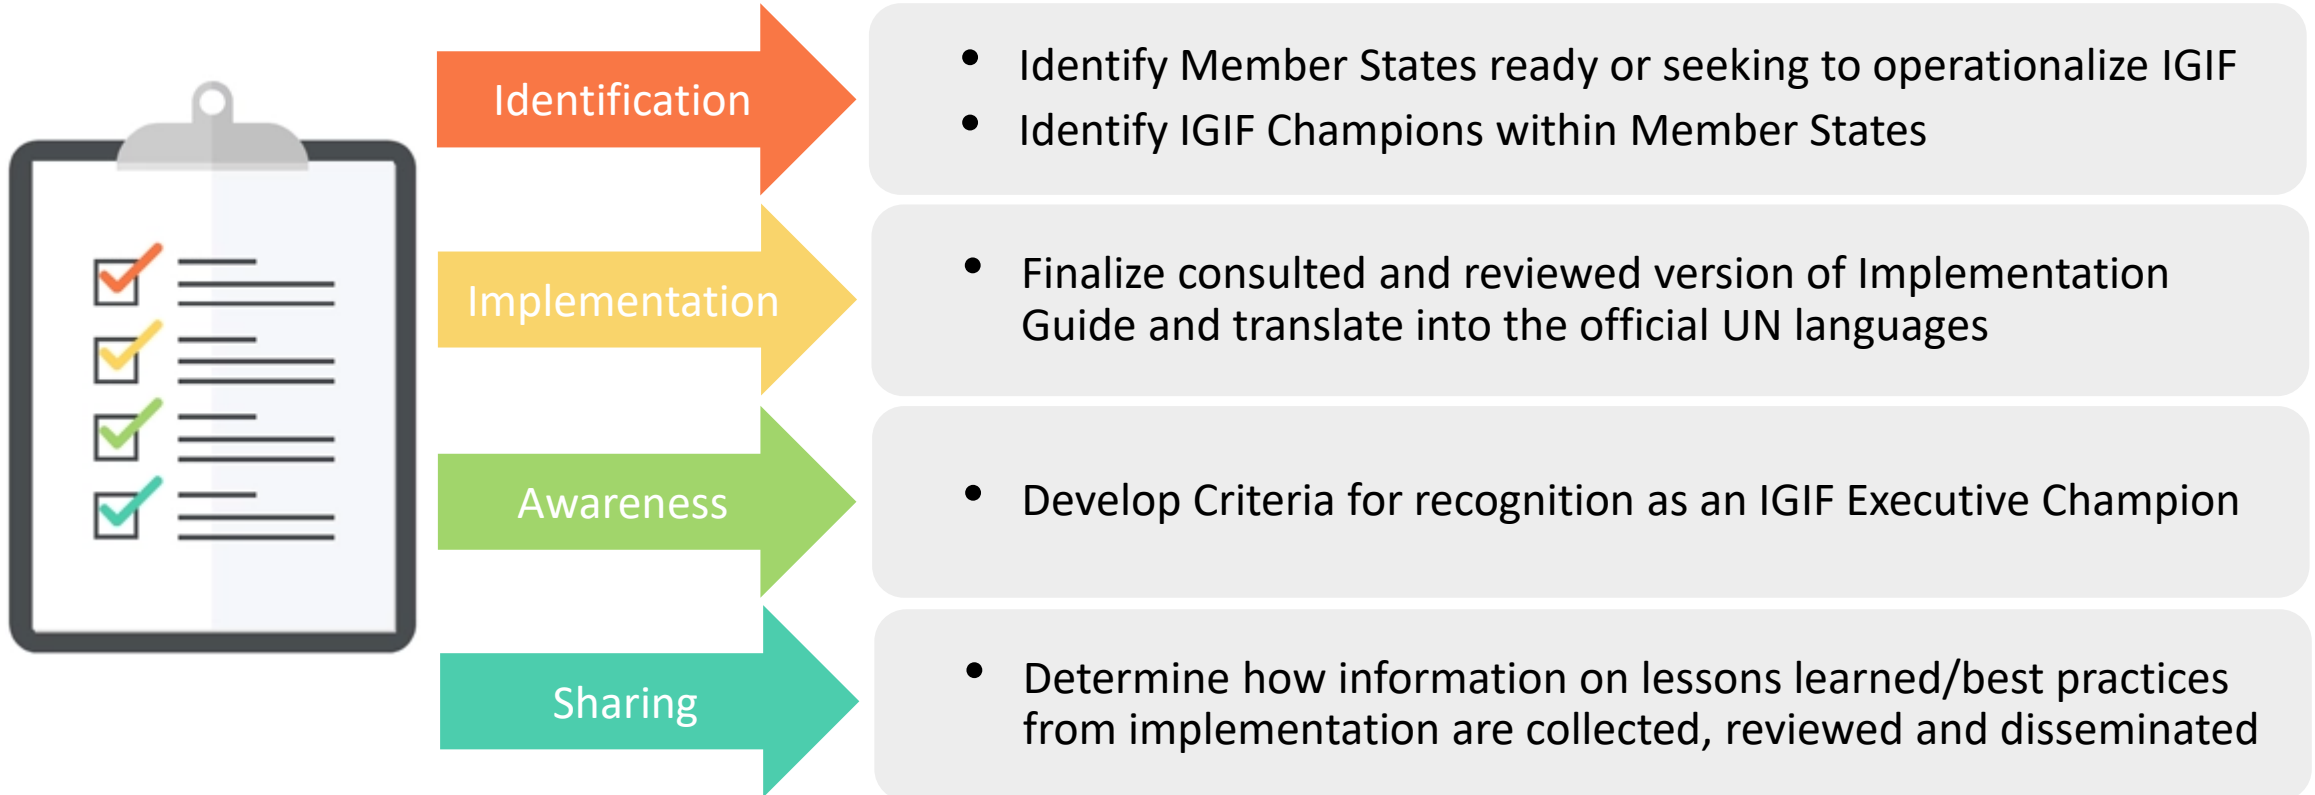 Identification
• Identify Member States ready or seeking to operationalize IGIF
• Identify IGIF Champions within Member States
Implementation
• Finalize consulted and reviewed version of Implementation
Guide and translate into the official UN languages
Awareness
• Develop Criteria for recognition as an IGIF Executive Champion
Sharing
• Determine how information on lessons learned/best practices
from implementation are collected, reviewed and disseminated